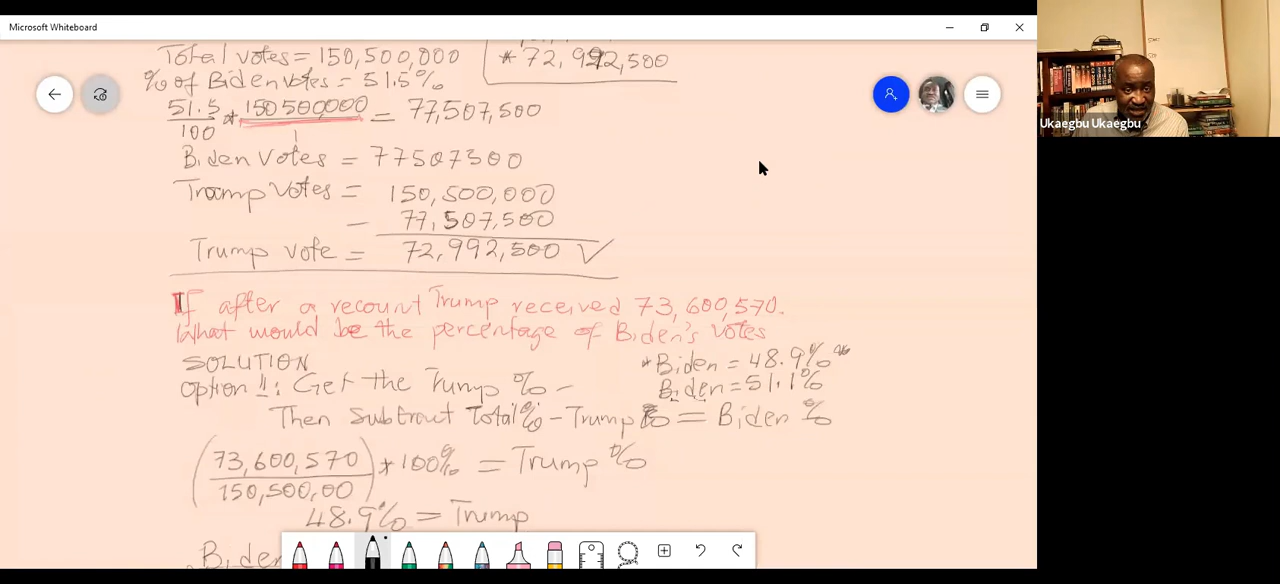 Microsoft Whiteboard
Total votes = 150,500,000
* 72,992,500
% of Biden votes = 51.5%
51.5 * 150500000 = 77,507,500
100 1
Biden Votes = 77507500
Tramp Votes = 150,500,000
- 77,507,500
Trump vote = 72,992,500 √
If after a recount Trump received 73,600,570.
What would be the percentage of Biden's votes
SOLUTION
* Biden = 48.9%
Option 1: Get the Trump % -
Biden = 51.1%
Then Subtrout Total% - Trump % = Biden %
(73,600,570) * 100% = Trump %
150,500,00
48.9% = Trump
Biden
Ukaegbu Ukaegbu